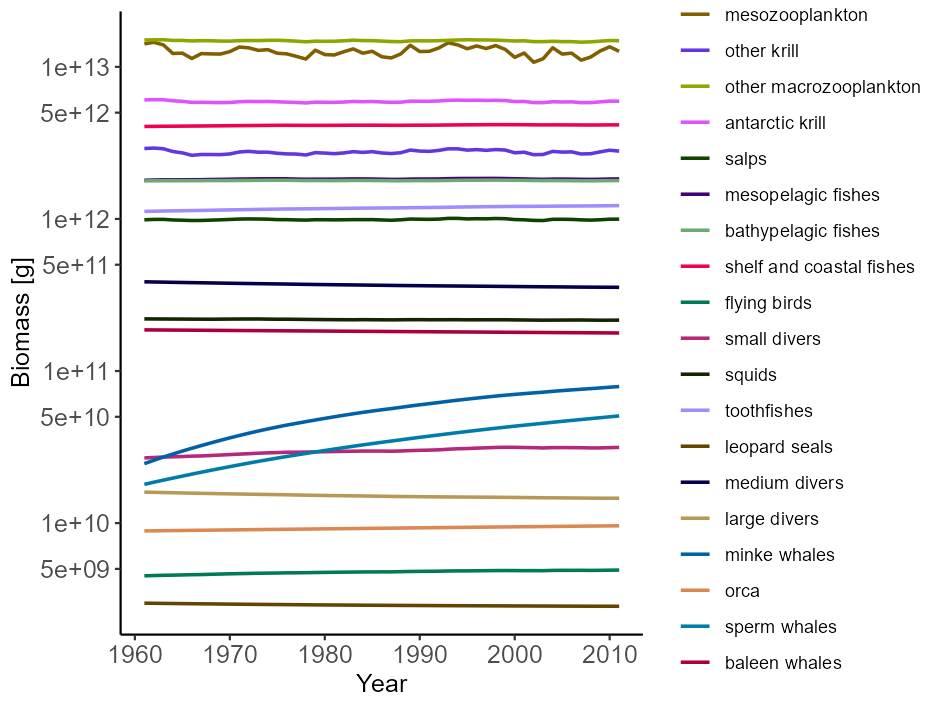 Biomass [g]
1e+13
5e+12
1e+12
5e+11
1e+11
5e+10
1e+10
5e+09
1960 1970 1980 1990 2000 2010
Year
mesozooplankton
other krill
other macrozooplankton
antarctic krill
salps
mesopelagic fishes
bathypelagic fishes
shelf and coastal fishes
flying birds
small divers
squids
toothfishes
leopard seals
medium divers
large divers
minke whales
orca
sperm whales
baleen whales